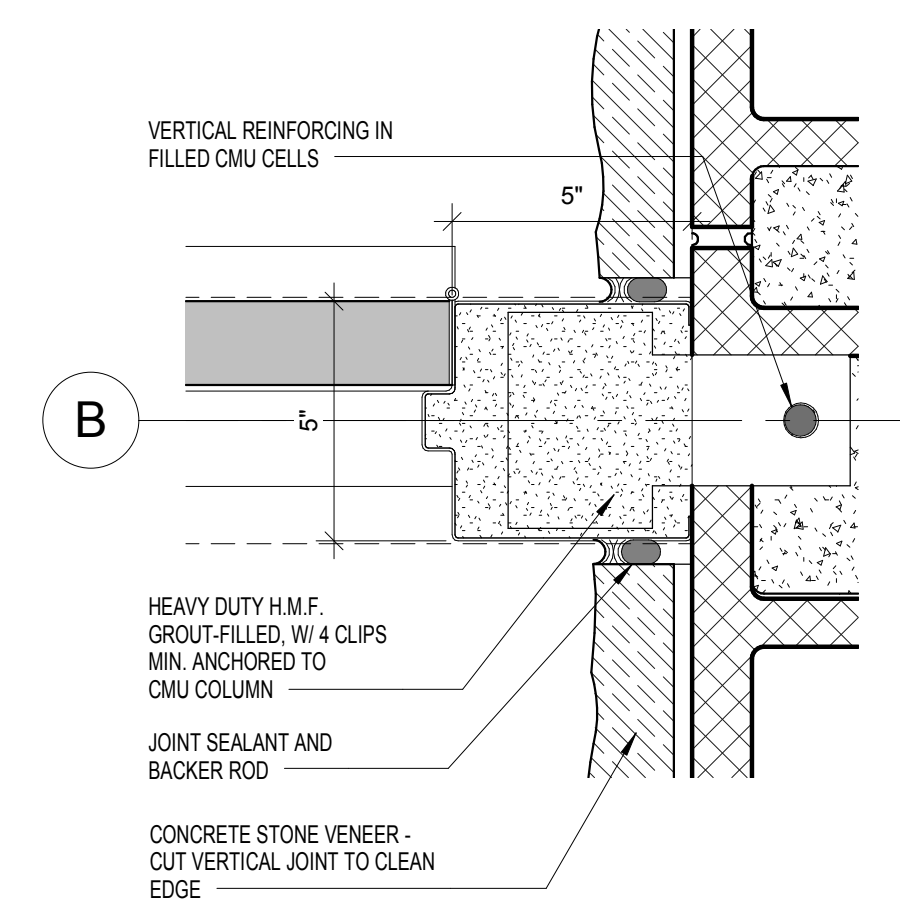 VERTICAL REINFORCING IN
FILLED CMU CELLS
5"
B
5"
HEAVY DUTY H.M.F.
GROUT-FILLED, W/ 4 CLIPS
MIN. ANCHORED TO
CMU COLUMN
JOINT SEALANT AND
BACKER ROD
CONCRETE STONE VENEER -
CUT VERTICAL JOINT TO CLEAN
EDGE